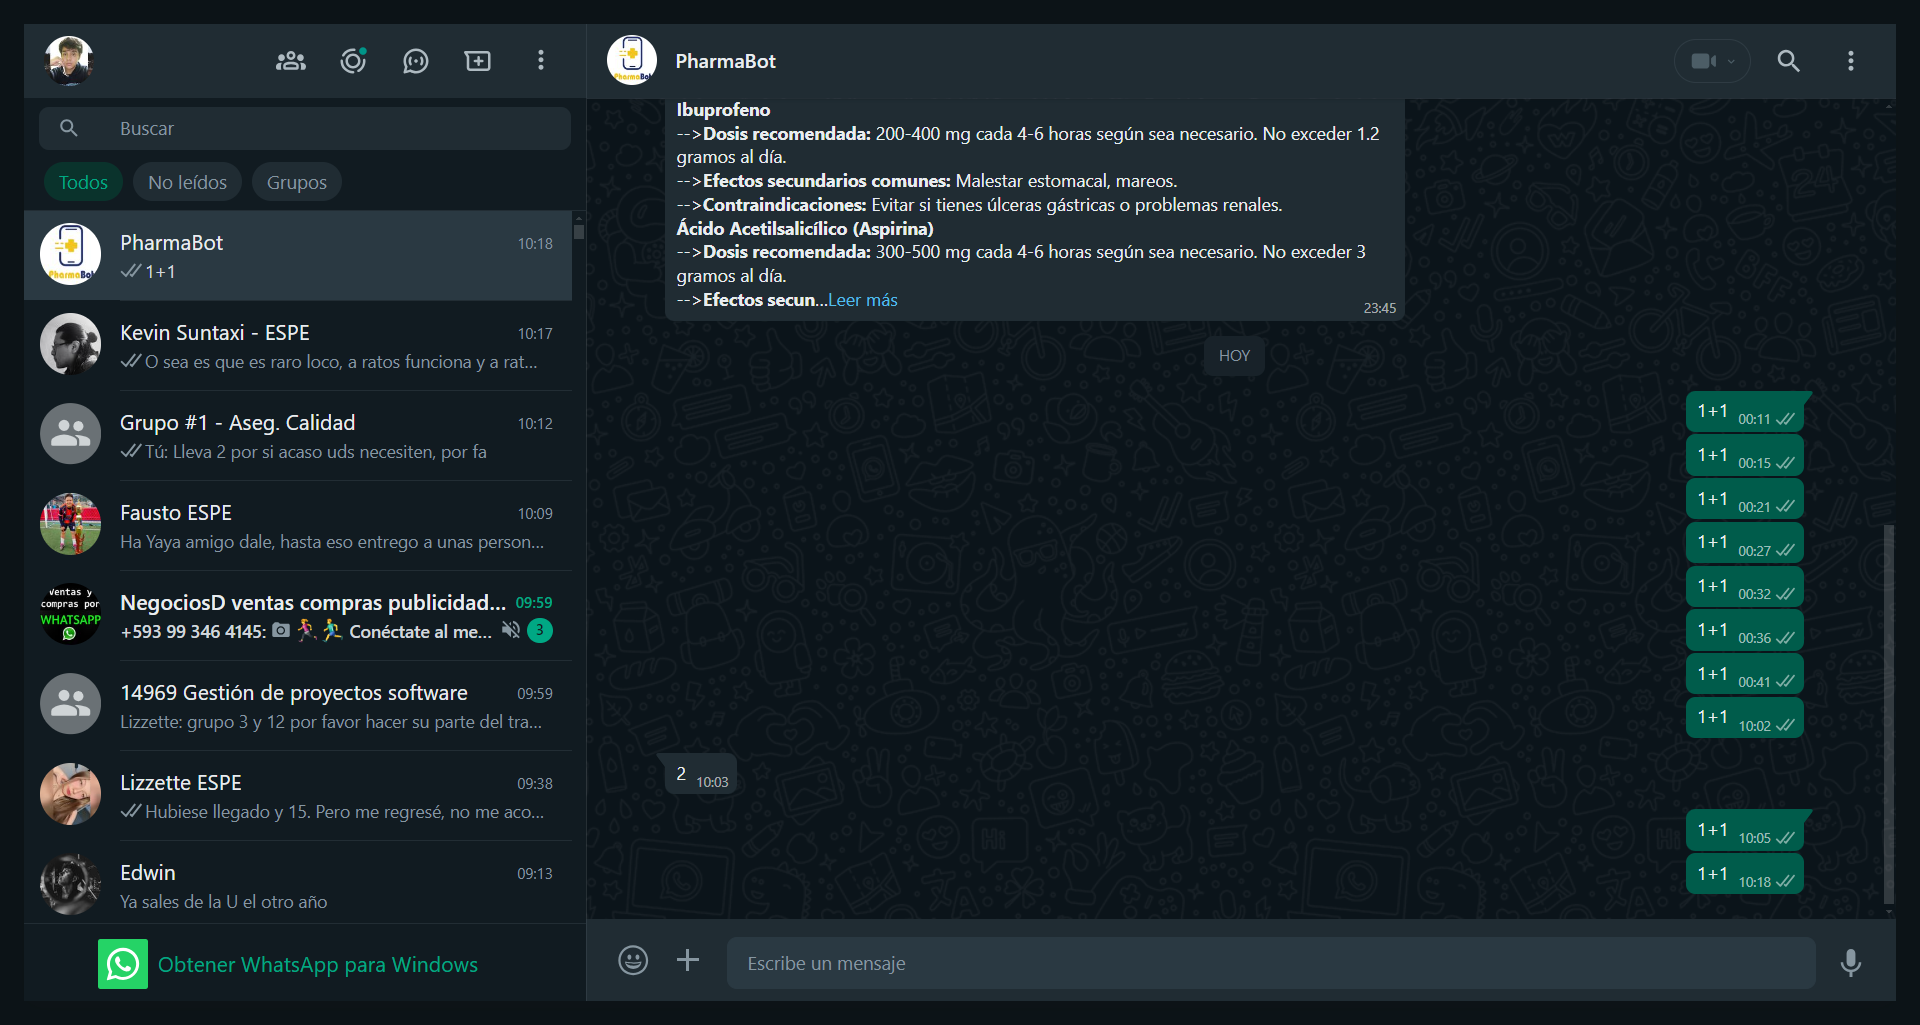 Buscar
Todos
No leídos
Grupos
PharmaBot
10:18
1+1
Kevin Suntaxi - ESPE
10:17
O sea es que es raro loco, a ratos funciona y a rat...
Grupo #1 - Aseg. Calidad
10:12
Tú: Lleva 2 por si acaso uds necesiten, por fa
Fausto ESPE
10:09
Ha Yaya amigo dale, hasta eso entrego a unas person...
Ventas y
compras por
WHATSAPP
NegociosD ventas compras publicidad...
09:59
+593 99 346 4145: Conéctate al me...
3
14969 Gestión de proyectos software
09:59
Lizzette: grupo 3 y 12 por favor hacer su parte del tra...
Lizzette ESPE
09:38
Hubiese llegado y 15. Pero me regresé, no me aco...
Edwin
09:13
Ya sales de la U el otro año
Obtener WhatsApp para Windows
PharmaBot
PharmaBot
Ibuprofeno
-->Dosis recomendada: 200-400 mg cada 4-6 horas según sea necesario. No exceder 1.2
gramos al día.
-->Efectos secundarios comunes: Malestar estomacal, mareos.
-->Contraindicaciones: Evitar si tienes úlceras gástricas o problemas renales.
Ácido Acetilsalicílico (Aspirina)
-->Dosis recomendada: 300-500 mg cada 4-6 horas según sea necesario. No exceder 3
gramos al día.
-->Efectos secun...Leer más
23:45
HOY
1+1 00:11
1+1 00:15
1+1 00:21
1+1 00:27
1+1 00:32
1+1 00:36
1+1 00:41
1+1 10:02
2 10:03
1+1 10:05
1+1 10:18
Escribe un mensaje